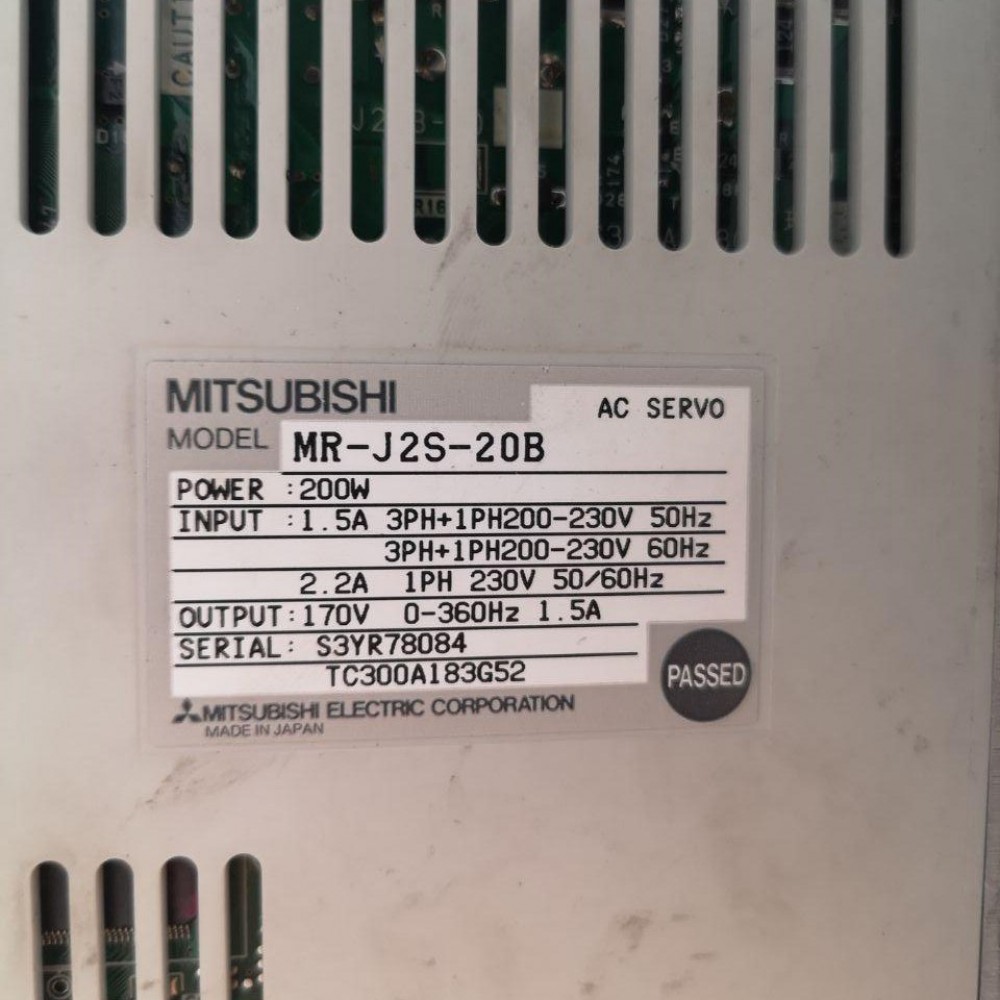 CAUT
MITSUBISHI
AC SERVO
MODEL MR-J2S-20B
POWER :200W
INPUT :1.5A 3PH+1PH200-230V 50Hz
3PH+1PH200-230V 60Hz
2.2A 1PH 230V 50/60Hz
OUTPUT:170V 0-360Hz 1.5A
SERIAL: S3YR78084
TC300A183G52
PASSED
MITSUBISHI ELECTRIC CORPORATION
MADE IN JAPAN